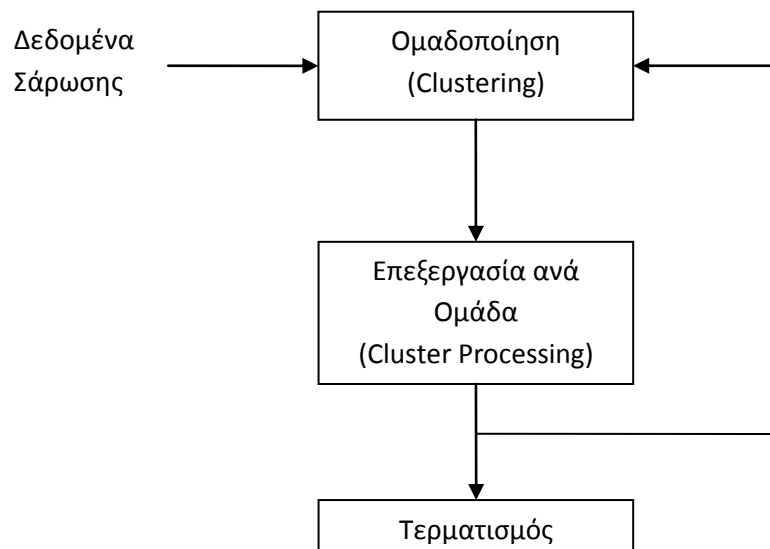 Δεδομένα
Σάρωσης
Ομαδοποίηση
(Clustering)
Επεξεργασία ανά
Ομάδα
(Cluster Processing)
Τερματισμός